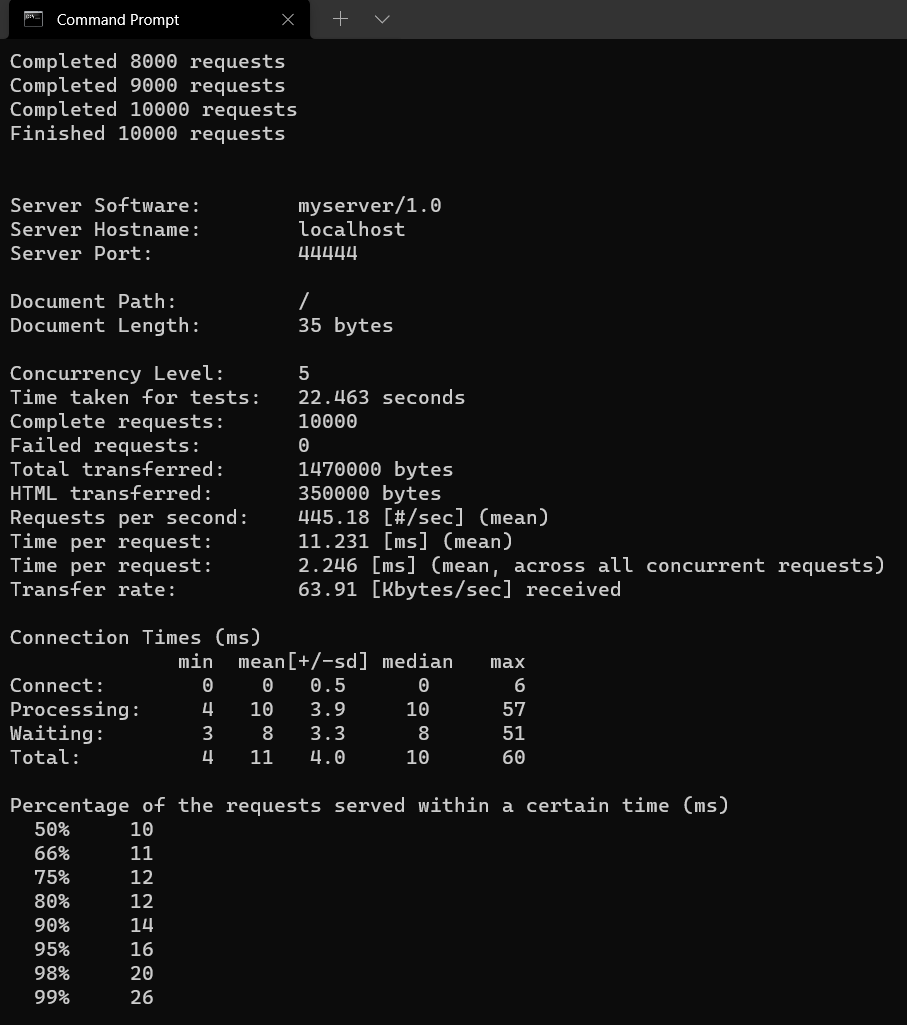 Command Prompt
Completed 8000 requests
Completed 9000 requests
Completed 10000 requests
Finished 10000 requests
Server Software:        myserver/1.0
Server Hostname:        localhost
Server Port:            44444
Document Path:          /
Document Length:        35 bytes
Concurrency Level:      5
Time taken for tests:   22.463 seconds
Complete requests:      10000
Failed requests:        0
Total transferred:      1470000 bytes
HTML transferred:       350000 bytes
Requests per second:    445.18 [#/sec] (mean)
Time per request:       11.231 [ms] (mean)
Time per request:       2.246 [ms] (mean, across all concurrent requests)
Transfer rate:          63.91 [Kbytes/sec] received
Connection Times (ms)
              min  mean[+/-sd] median   max
Connect:        0    0   0.5      0       6
Processing:     4   10   3.9     10      57
Waiting:        3    8   3.3      8      51
Total:          4   11   4.0     10      60
Percentage of the requests served within a certain time (ms)
  50%     10
  66%     11
  75%     12
  80%     12
  90%     14
  95%     16
  98%     20
  99%     26